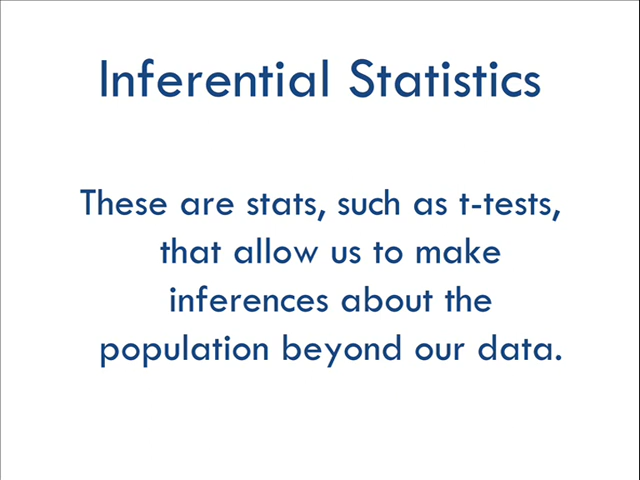 Inferential Statistics
These are stats, such as t-tests,
that allow us to make
inferences about the
population beyond our data.